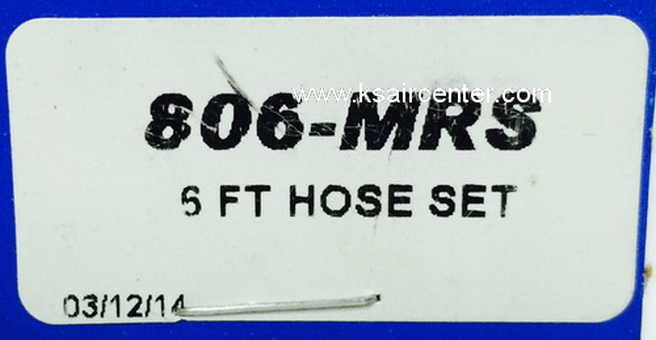 www.ksaircenter.com
806-MRS
6 FT HOSE SET
03/12/14